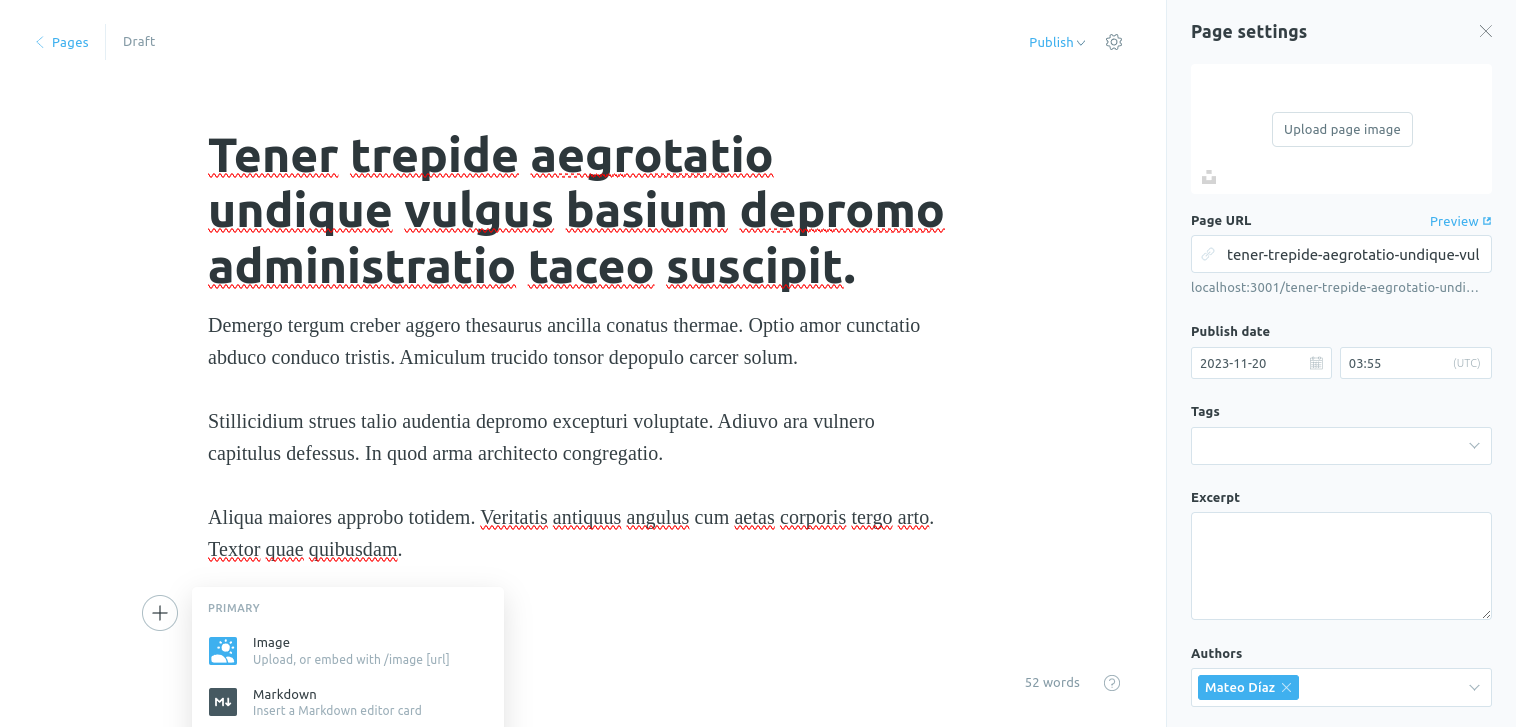 Pages
Draft
Publish
Tener trepide aegrotatio
undique vulgus basium depromo
administratio taceo suscipit.
Demergo tergum creber aggero thesaurus ancilla conatus thermae. Optio amor cunctatio
abduco conduco tristis. Amiculum trucido tonsor depopulo carcer solum.
Stillicidium strues talio audentia depromo excepturi voluptate. Adiuvo ara vulnero
capitulus defessus. In quod arma architecto congregatio.
Aliqua maiores approbo totidem. Veritatis antiquus angulus cum aetas corporis tergo arto.
Textor quae quibusdam.
PRIMARY
Image
Upload, or embed with /image [url]
M↓
Markdown
Insert a Markdown editor card
52 words
?
Page settings
Upload page image
Page URL
Preview
tener-trepide-aegrotatio-undique-vul
localhost:3001/tener-trepide-aegrotatio-undi…
Publish date
2023-11-20
03:55
(UTC)
Tags
Excerpt
Authors
Mateo Díaz